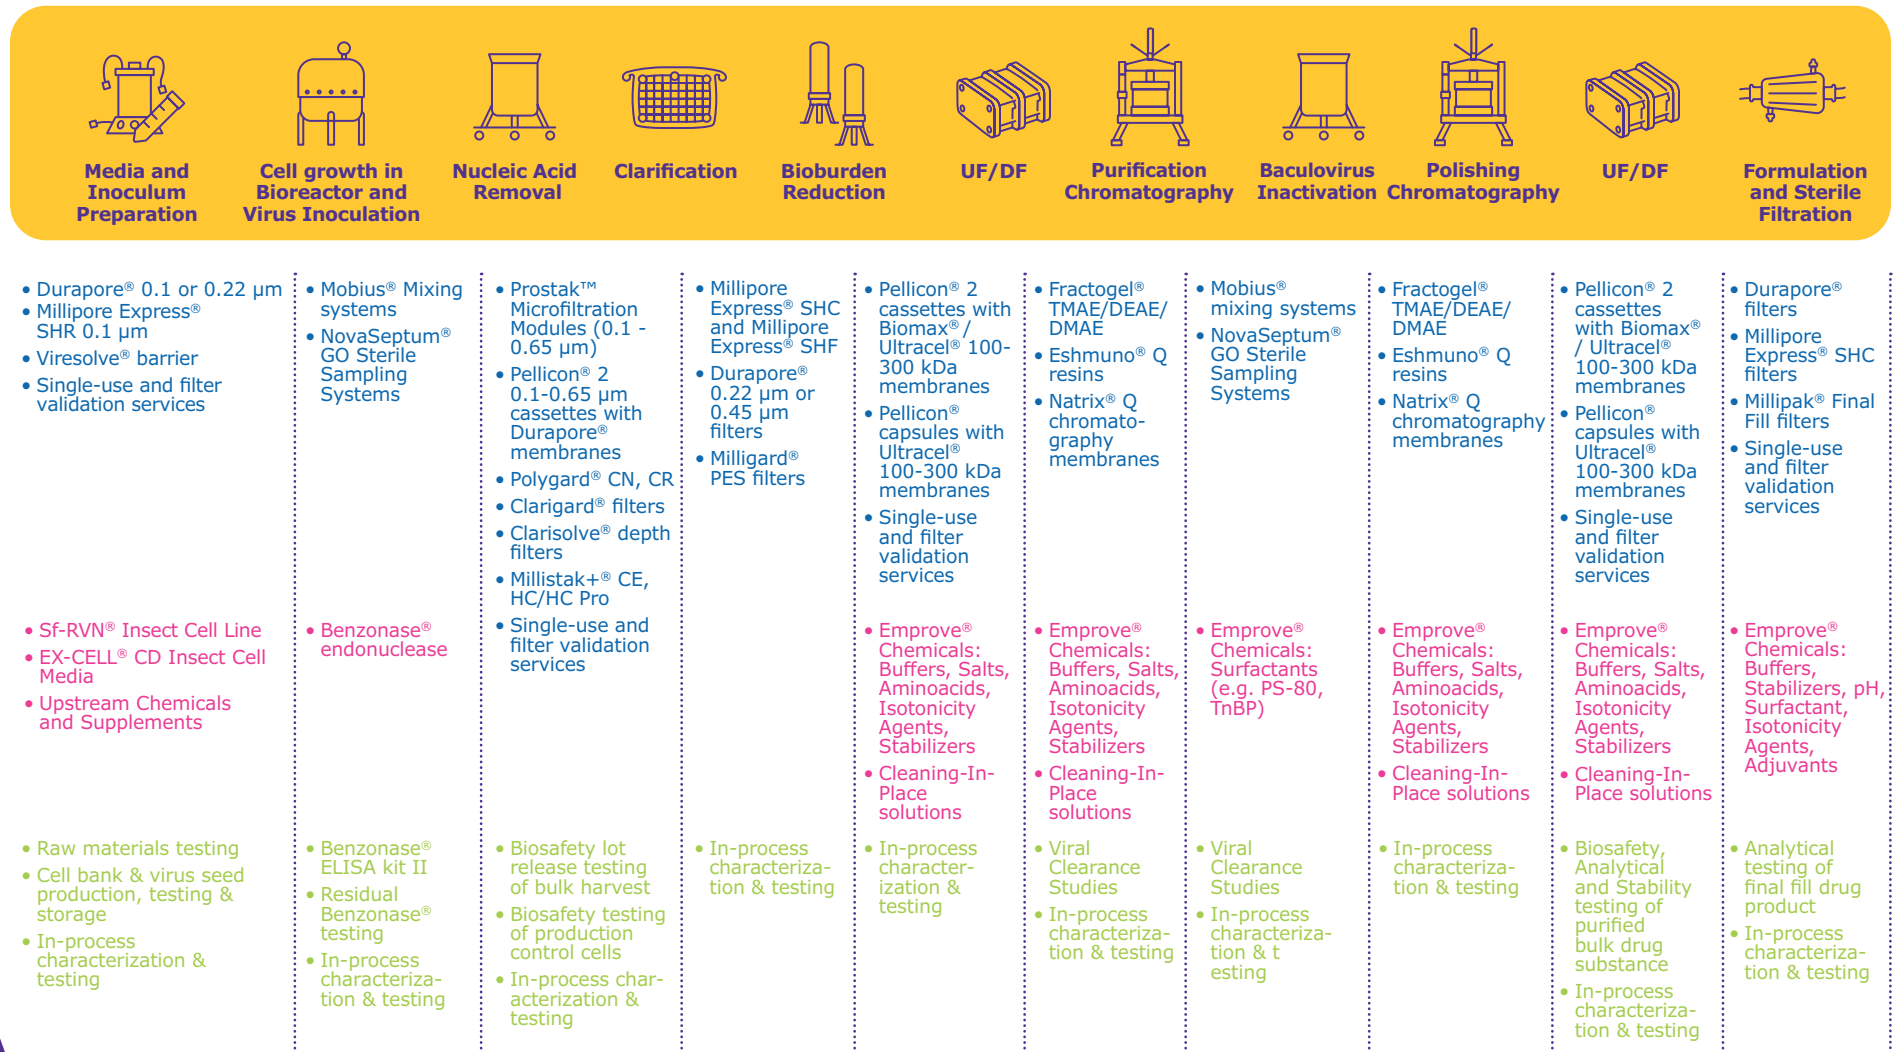 Media and
Inoculum
Preparation
Cell growth in
Bioreactor and
Virus Inoculation
Nucleic Acid
Removal
Clarification
Bioburden
Reduction
UF/DF
Purification
Chromatography
Baculovirus
Inactivation
Polishing
Chromatography
UF/DF
Formulation
and Sterile
Filtration
• Durapore® 0.1 or 0.22 µm
• Millipore Express®
SHR 0.1 µm
• Viresolve® barrier
• Single-use and filter
validation services
• Sf-RVN® Insect Cell Line
• EX-CELL® CD Insect Cell
Media
• Upstream Chemicals
and Supplements
• Raw materials testing
• Cell bank & virus seed
production, testing &
storage
• In-process
characterization &
testing
• Mobius® Mixing
systems
• NovaSeptum®
GO Sterile
Sampling
Systems
• Benzonase®
endonuclease
• Benzonase®
ELISA kit II
• Residual
Benzonase®
testing
• In-process
characteriza-
tion & testing
• Prostak™
Microfiltration
Modules (0.1 -
0.65 µm)
• Pellicon® 2
0.1-0.65 µm
cassettes with
Durapore®
membranes
• Polygard® CN, CR
• Clarigard® filters
• Clarisolve® depth
filters
• Millistak+® CE,
HC/HC Pro
• Single-use and
filter validation
services
• Biosafety lot
release testing
of bulk harvest
• Biosafety testing
of production
control cells
• In-process char-
acterization &
testing
• Millipore
Express® SHC
and Millipore
Express® SHF
• Durapore®
0.22 µm or
0.45 µm
filters
• Milligard®
PES filters
• In-process
characteriza-
tion & testing
• Pellicon® 2
cassettes with
Biomax® /
Ultracel® 100-
300 kDa
membranes
• Pellicon®
capsules with
Ultracel®
100-300 kDa
membranes
• Single-use
and filter
validation
services
• Emprove®
Chemicals:
Buffers, Salts,
Aminoacids,
Isotonicity
Agents,
Stabilizers
• Cleaning-In-
Place
solutions
• In-process
character-
ization &
testing
• Fractogel®
TMAE/DEAE/
DMAE
• Eshmuno® Q
resins
• Natrix® Q
chromato-
graphy
membranes
• Emprove®
Chemicals:
Buffers, Salts,
Aminoacids,
Isotonicity
Agents,
Stabilizers
• Cleaning-In-
Place
solutions
• Viral
Clearance
Studies
• In-process
characteriza-
tion & testing
• Mobius®
mixing systems
• NovaSeptum®
GO Sterile
Sampling
Systems
• Emprove®
Chemicals:
Surfactants
(e.g. PS-80,
TnBP)
• Viral
Clearance
Studies
• In-process
characteriza-
tion & t
esting
• Fractogel®
TMAE/DEAE/
DMAE
• Eshmuno® Q
resins
• Natrix® Q
chromatography
membranes
• Emprove®
Chemicals:
Buffers, Salts,
Aminoacids,
Isotonicity
Agents,
Stabilizers
• Cleaning-In-
Place solutions
• In-process
characteriza-
tion & testing
• Pellicon® 2
cassettes
with Biomax®
/ Ultracel®
100-300 kDa
membranes
• Pellicon®
capsules with
Ultracel®
100-300 kDa
membranes
• Single-use
and filter
validation
services
• Emprove®
Chemicals:
Buffers, Salts,
Aminoacids,
Isotonicity
Agents,
Stabilizers
• Cleaning-In-
Place solutions
• Biosafety,
Analytical
and Stability
testing of
purified
bulk drug
substance
• In-process
characteriza-
tion & testing
• Durapore®
filters
• Millipore
Express® SHC
filters
• Millipak® Final
Fill filters
• Single-use
and filter
validation
services
• Emprove®
Chemicals:
Buffers,
Stabilizers, pH,
Surfactant,
Isotonicity
Agents,
Adjuvants
• Analytical
testing of
final fill drug
product
• In-process
characteriza-
tion & testing